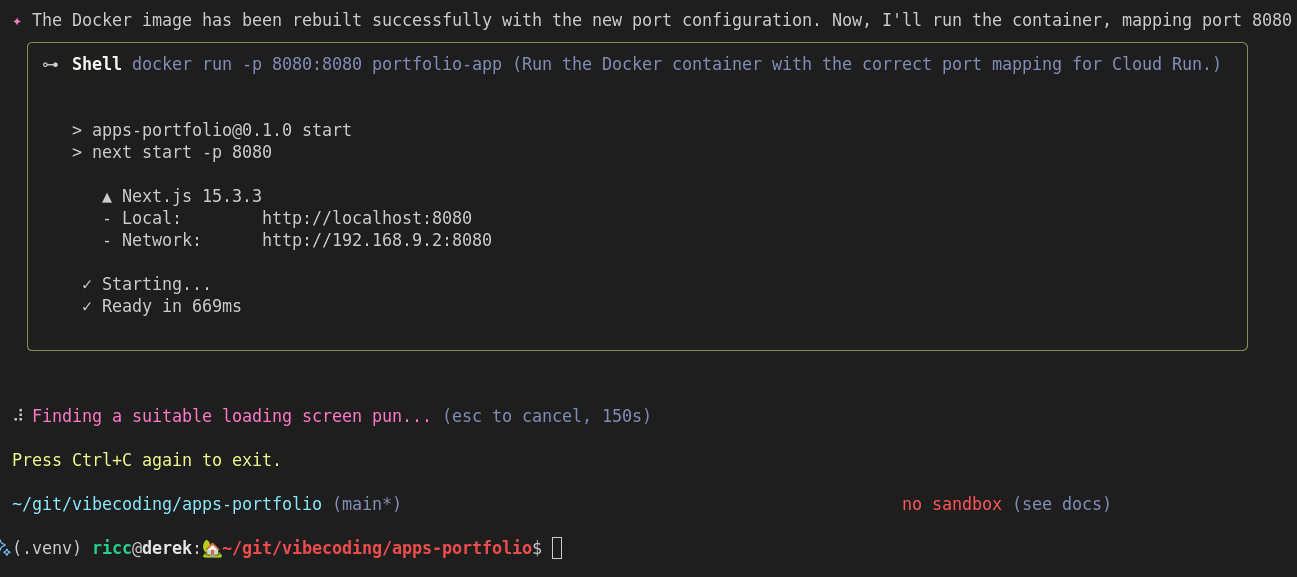 ✦ The Docker image has been rebuilt successfully with the new port configuration. Now, I'll run the container, mapping port 8080
⊶ Shell docker run -p 8080:8080 portfolio-app (Run the Docker container with the correct port mapping for Cloud Run.)
> apps-portfolio@0.1.0 start
> next start -p 8080
▲ Next.js 15.3.3
- Local: http://localhost:8080
- Network: http://192.168.9.2:8080
✓ Starting...
✓ Ready in 669ms
⠼ Finding a suitable loading screen pun... (esc to cancel, 150s)
Press Ctrl+C again to exit.
~/git/vibecoding/apps-portfolio (main*) no sandbox (see docs)
✨(.venv) ricc@derek:🏡~/git/vibecoding/apps-portfolio$